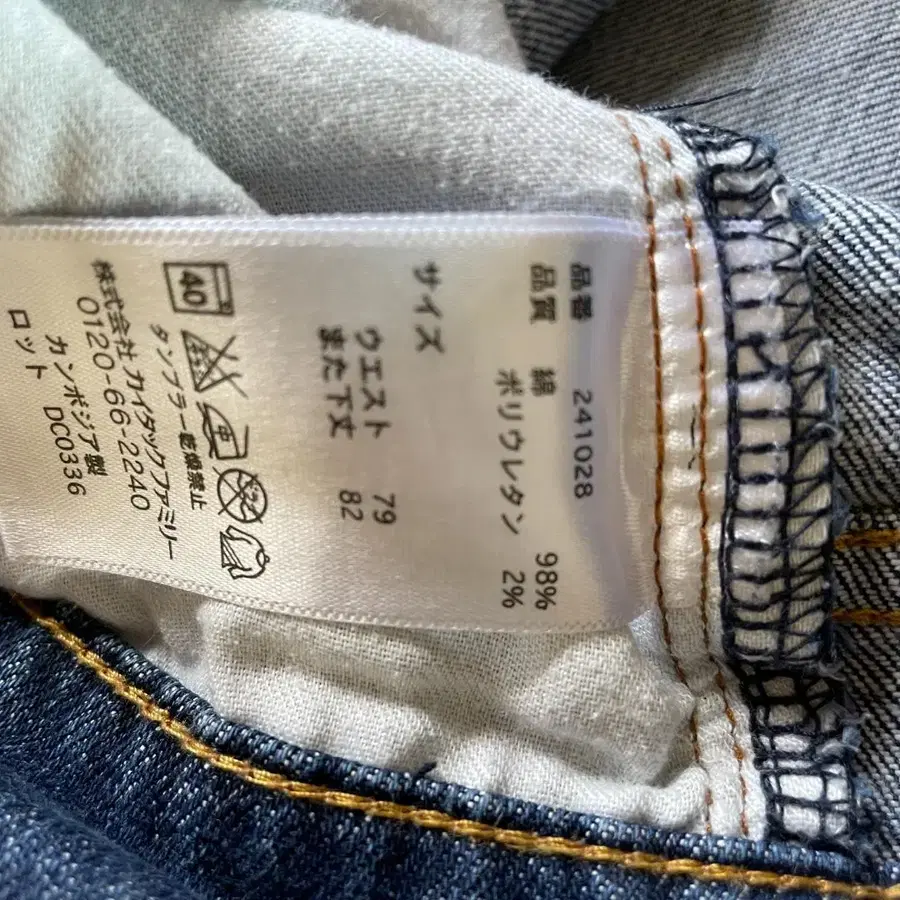 品番 241028
品質 綿 98%
ポリウレタン 2%
サイズ
ウエスト 79
また下丈 82
40
タンブラー乾燥禁止
株式会社カイタックファミリー
0120-66-2240
カンボジア製
ロット DC0336